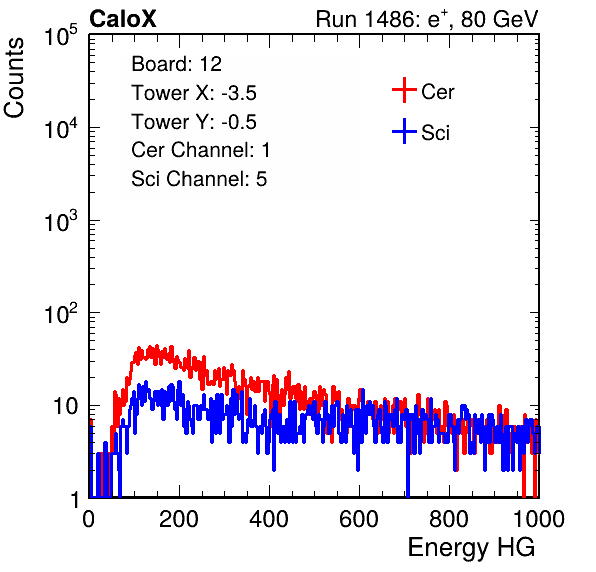 CaloX Run 1486: e⁺, 80 GeV
Counts
10⁵
10⁴
10³
10²
10
1
Board: 12
Tower X: -3.5
Tower Y: -0.5
Cer Channel: 1
Sci Channel: 5
Cer
Sci
0 200 400 600 800 1000
Energy HG